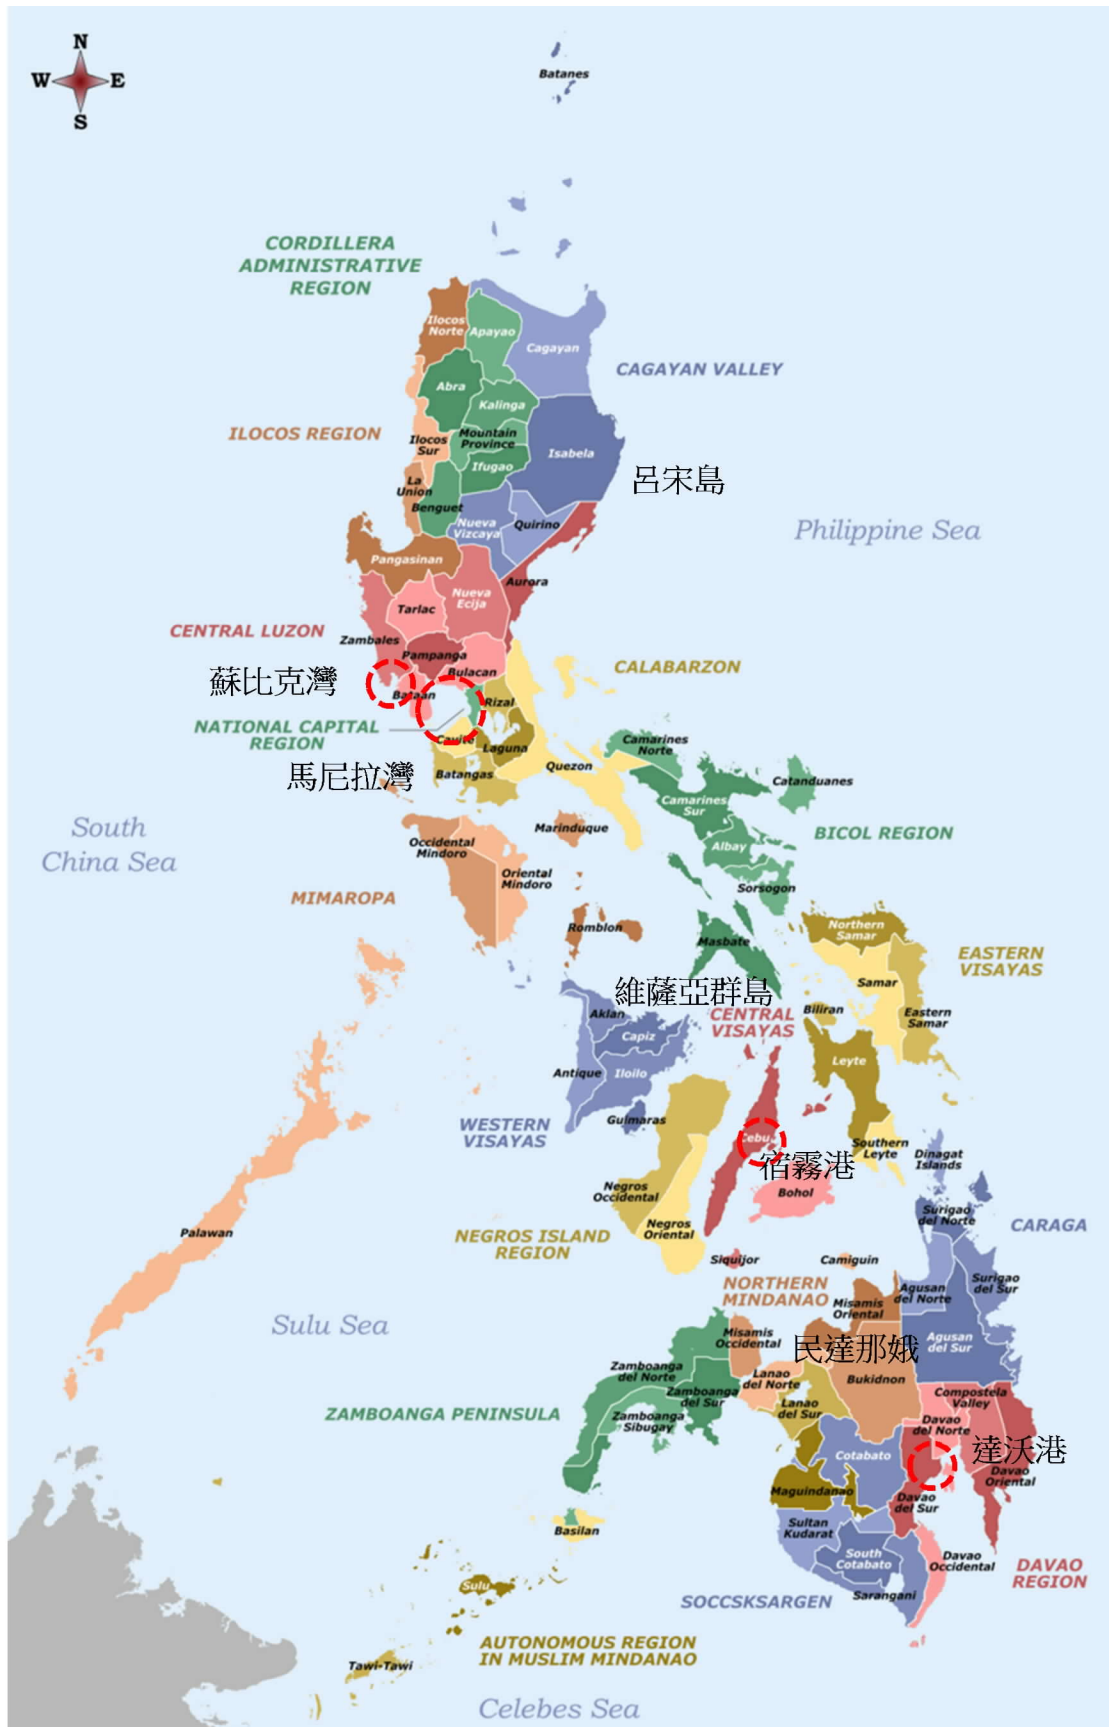 N
W E
S
Batanes
CORDILLERA
ADMINISTRATIVE
REGION
Ilocos
Norte
Apayao
Cagayan
CAGAYAN VALLEY
Abra
Kalinga
ILOCOS REGION
Ilocos
Sur
Mountain
Province
Isabela
Ifugao
呂宋島
La
Union
Benguet
Nueva
Vizcaya
Quirino
Philippine Sea
Pangasinan
Aurora
Nueva
Ecija
Tarlac
CENTRAL LUZON
Zambales
Pampanga
Bulacan
CALABARZON
蘇比克灣
Bataan
Rizal
NATIONAL CAPITAL
REGION
Cavite
Laguna
馬尼拉灣
Batangas
Quezon
Camarines
Norte
Catanduanes
Camarines
Sur
South
China Sea
Marinduque
BICOL REGION
Occidental
Mindoro
Albay
Oriental
Mindoro
Sorsogon
MIMAROPA
Romblon
Masbate
Northern
Samar
EASTERN
VISAYAS
Samar
維薩亞群島
Aklan
CENTRAL
VISAYAS
Biliran
Eastern
Samar
Capiz
Antique
Iloilo
Leyte
WESTERN
VISAYAS
Guimaras
Cebu
Southern
Leyte
Dinagat
Islands
宿霧港
Negros
Occidental
Bohol
Palawan
Negros
Oriental
NEGROS ISLAND
REGION
Surigao
del Norte
CARAGA
Siquijor
Camiguin
NORTHERN
MINDANAO
Agusan
del Norte
Surigao
del Sur
Misamis
Oriental
Sulu Sea
Misamis
Occidental
民達那娥
Agusan
del Sur
Zamboanga
del Norte
Lanao
del Norte
Bukidnon
Zamboanga
del Sur
Lanao
del Sur
Compostela
Valley
ZAMBOANGA PENINSULA
Zamboanga
Sibugay
Davao
del Norte
達沃港
Cotabato
Davao
Oriental
Maguindanao
Davao
del Sur
Basilan
Sultan
Kudarat
South
Cotabato
Davao
Occidental
DAVAO
REGION
Sulu
SOCCSKSARGEN
Sarangani
AUTONOMOUS REGION
IN MUSLIM MINDANAO
Tawi-Tawi
Celebes Sea